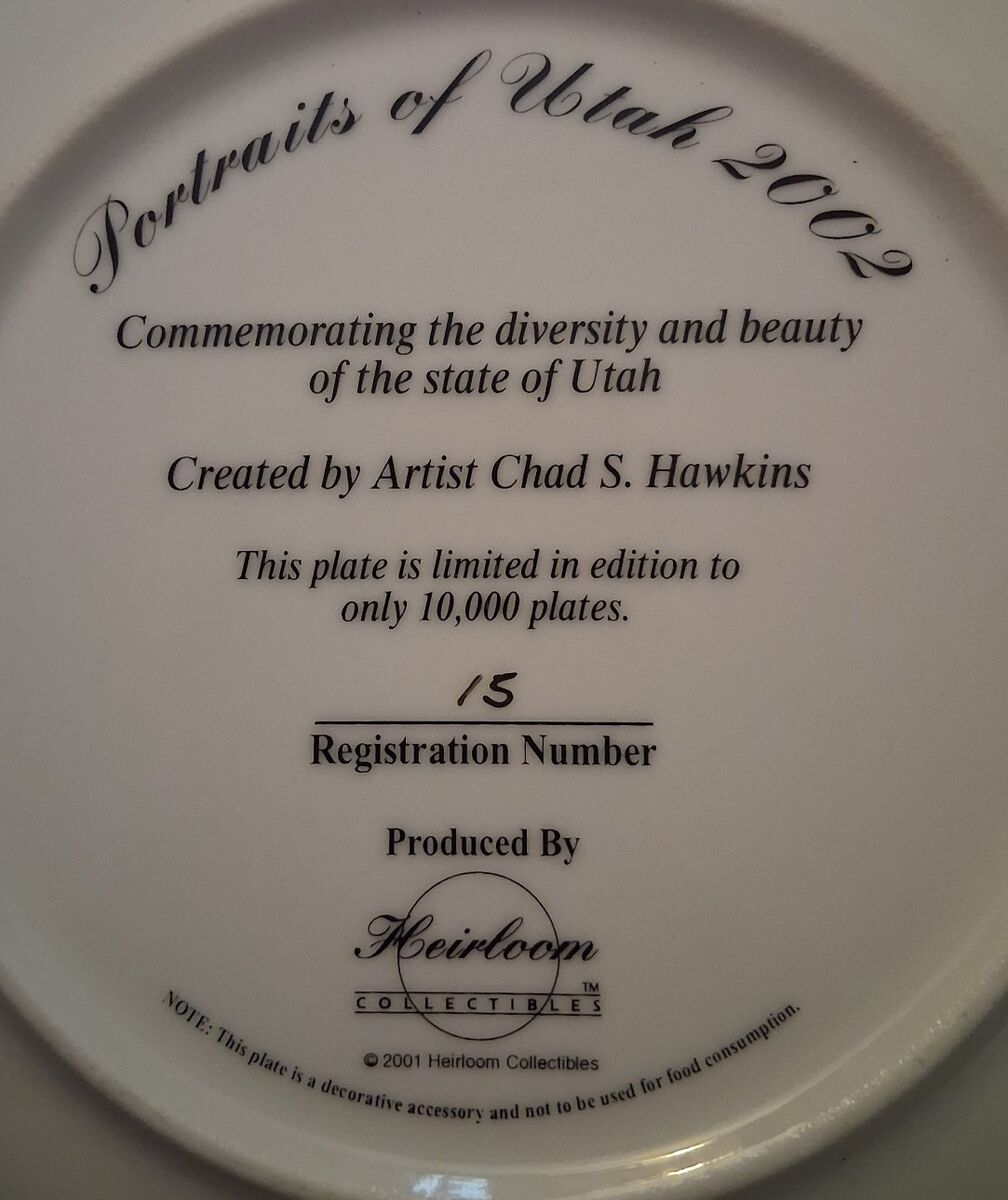 Portraits of Utah 2002
Commemorating the diversity and beauty
of the state of Utah
Created by Artist Chad S. Hawkins
This plate is limited in edition to
only 10,000 plates.
15
Registration Number
Produced By
Heirloom
COLLECTIBLES TM
© 2001 Heirloom Collectibles
NOTE: This plate is a decorative accessory and not to be used for food consumption.